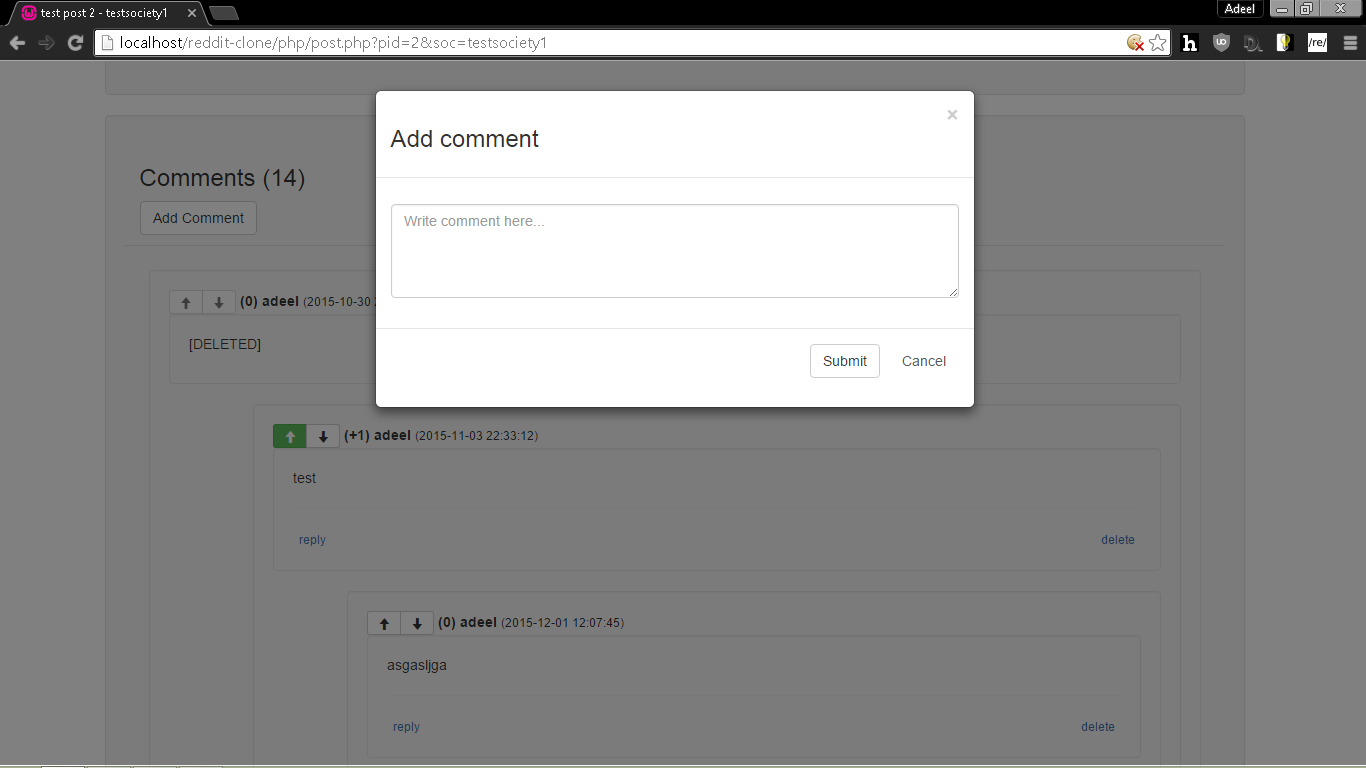 test post 2 - testsociety1
Adeel
localhost/reddit-clone/php/post.php?pid=2&soc=testsociety1
h
/re/
Add comment
×
Comments (14)
Add Comment
Write comment here...
(0) adeel (2015-10-30
[DELETED]
Submit
Cancel
(+1) adeel (2015-11-03 22:33:12)
test
reply
delete
(0) adeel (2015-12-01 12:07:45)
asgasljga
reply
delete